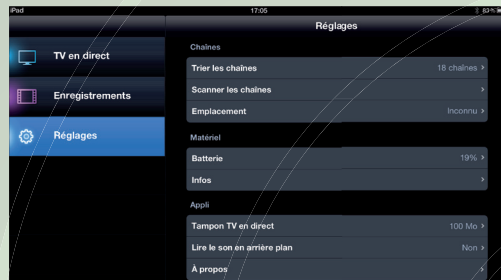 iPad 17:05 83 %
Réglages
TV en direct
Enregistrements
Réglages
Chaînes
Trier les chaînes 18 chaînes >
Scanner les chaînes >
Emplacement Inconnu >
Matériel
Batterie 19% >
Infos >
Appli
Tampon TV en direct 100 Mo >
Lire le son en arrière plan Non >
À propos >